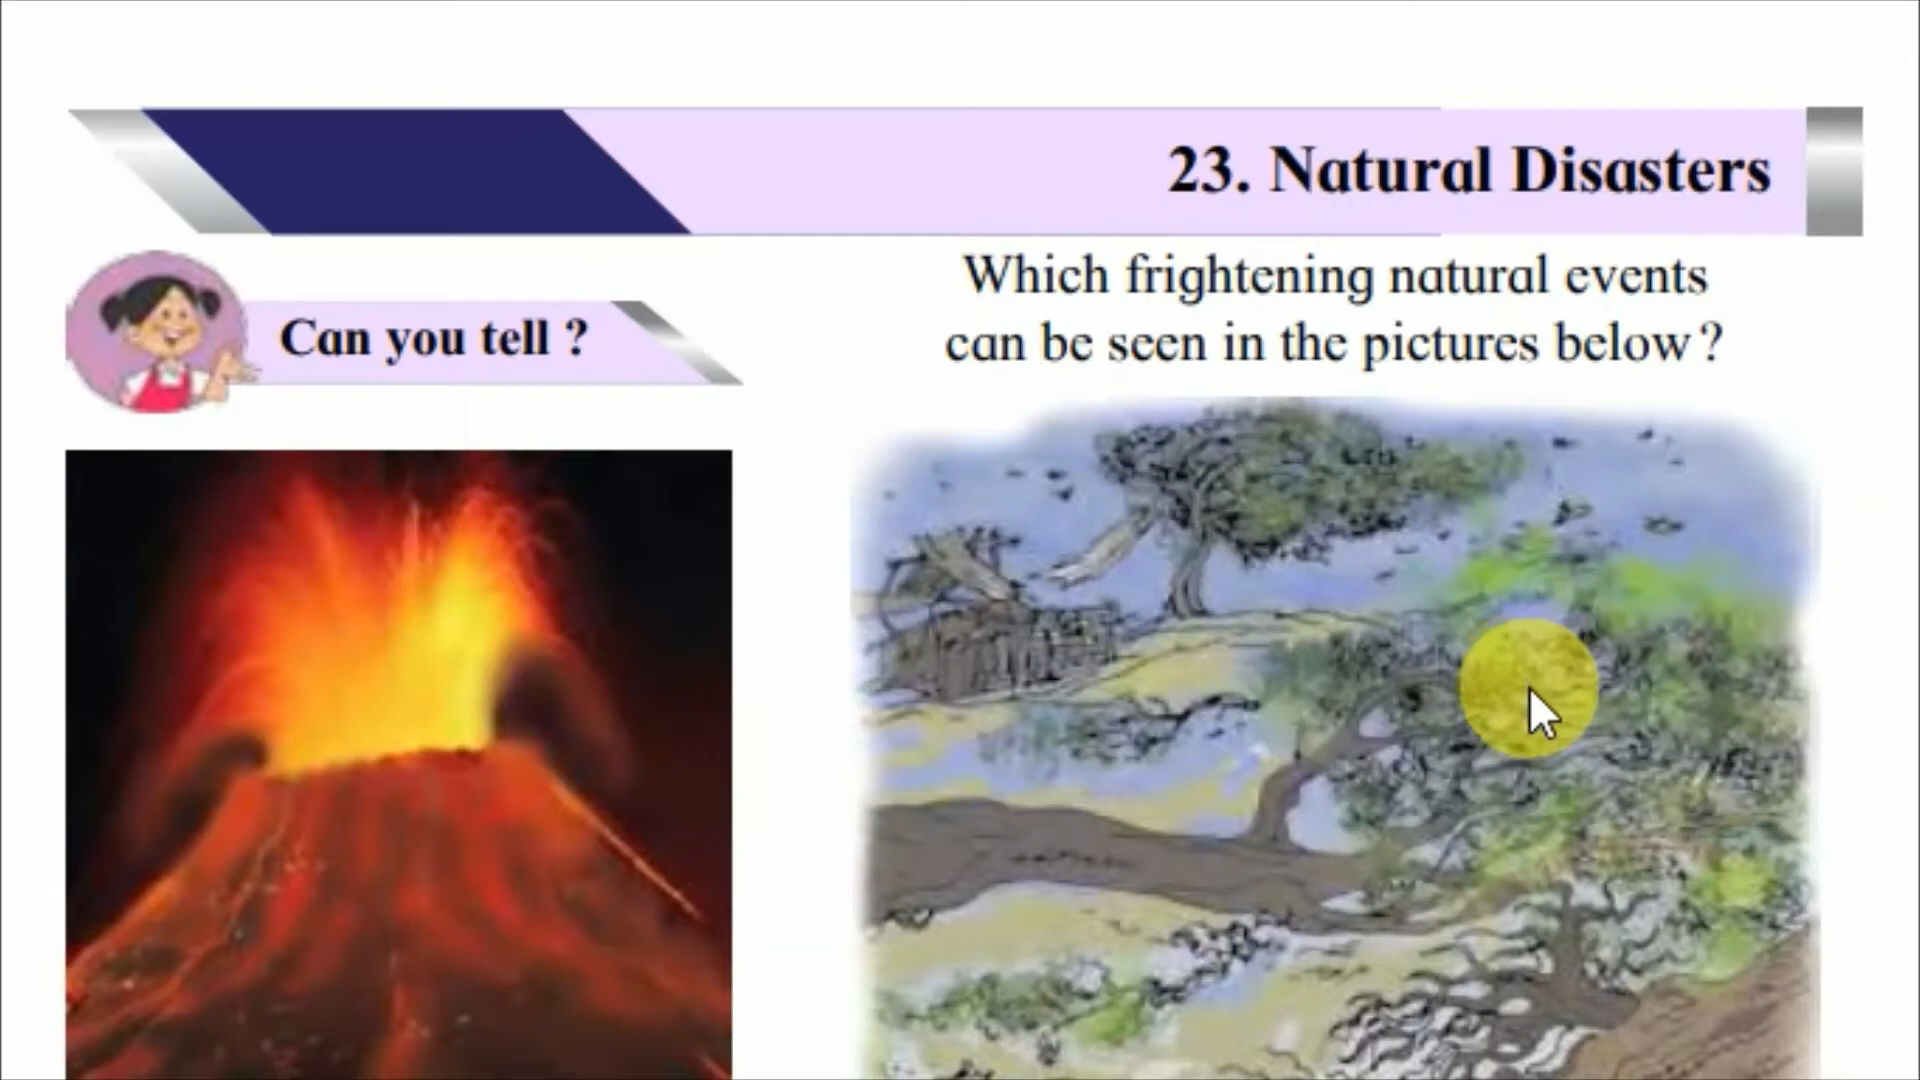 23. Natural Disasters
Can you tell ?
Which frightening natural events
can be seen in the pictures below ?